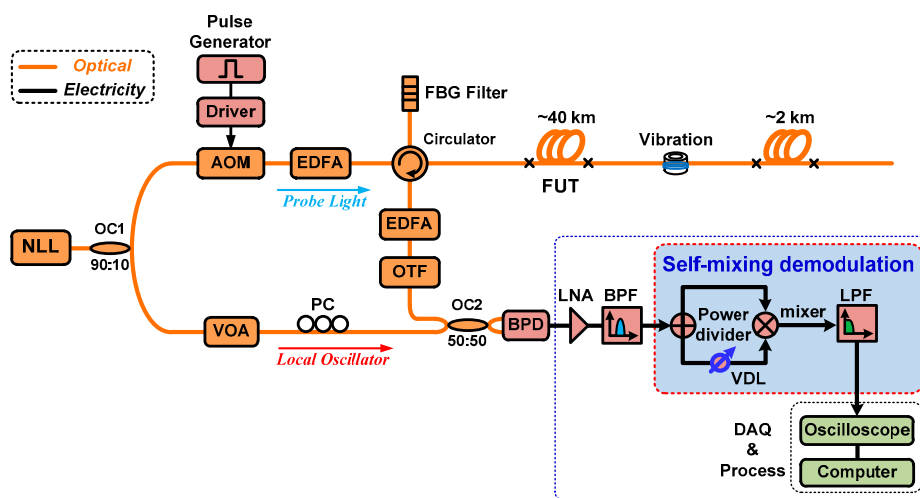 Pulse
Generator
Optical
Electricity
Driver
FBG Filter
Circulator
~40 km
Vibration
~2 km
AOM
EDFA
FUT
Probe Light
EDFA
NLL
OC1
90:10
OTF
Self-mixing demodulation
PC
OC2
LNA
BPF
LPF
VOA
50:50
BPD
Power
divider
mixer
Local Oscillator
VDL
DAQ
&
Process
Oscilloscope
Computer